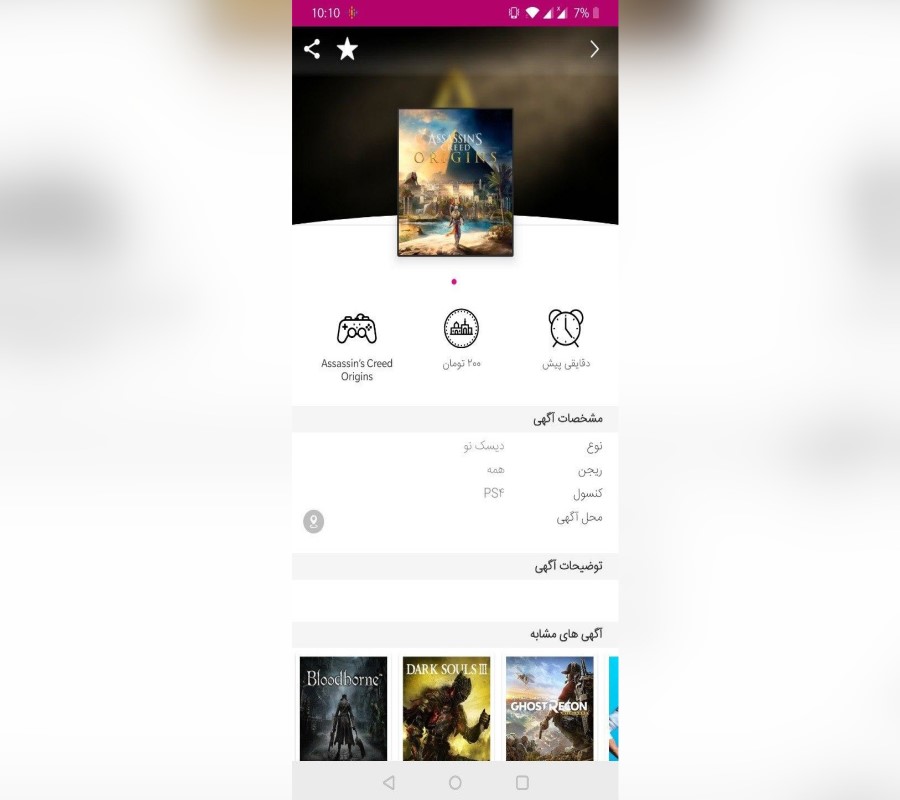 10:10
7%
ASSASSIN'S
CREED
ORIGINS
دقایقی پیش
۲۰۰ تومان
Assassin's Creed
Origins
مشخصات آگهی
نوع دیسک نو
ریجن همه
کنسول PS۴
محل آگهی
توضیحات آگهی
آگهی های مشابه
Bloodborne™
DARK SOULS III
GHOST RECON